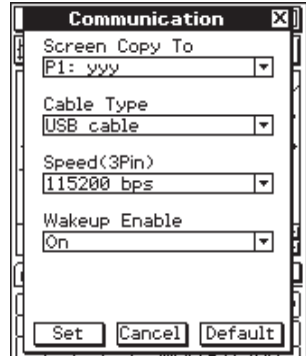 Communication
Screen Copy To
P1: yyy
Cable Type
USB cable
Speed(3Pin)
115200 bps
Wakeup Enable
On
Set Cancel Default